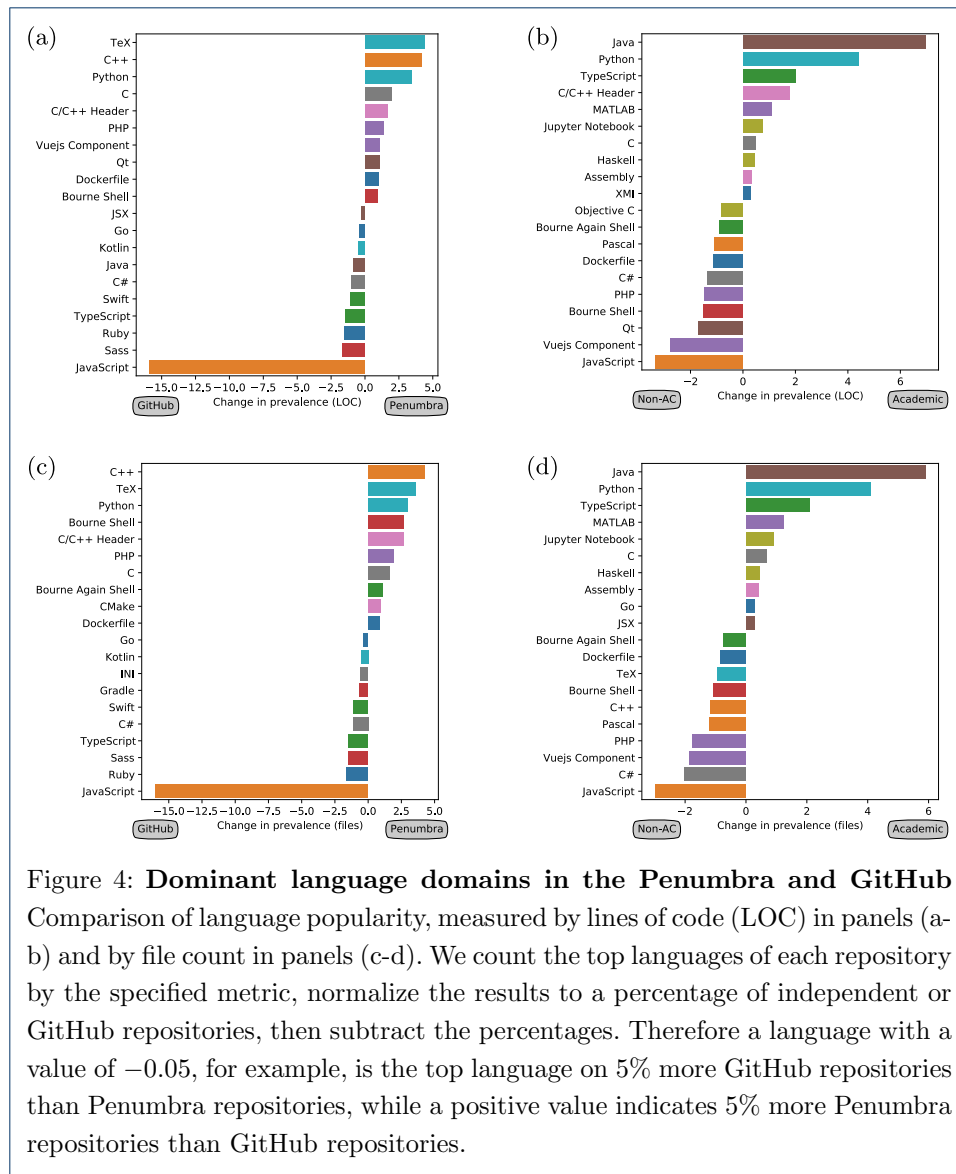 (a)
TeX
C++
Python
C
C/C++ Header
PHP
Vuejs Component
Qt
Dockerfile
Bourne Shell
JSX
Go
Kotlin
Java
C#
Swift
TypeScript
Ruby
Sass
JavaScript
−15.0 −12.5 −10.0 −7.5 −5.0 −2.5 0.0 2.5 5.0
Change in prevalence (LOC)
GitHub
Penumbra
(b)
Java
Python
TypeScript
C/C++ Header
MATLAB
Jupyter Notebook
C
Haskell
Assembly
XMI
Objective C
Bourne Again Shell
Pascal
Dockerfile
C#
PHP
Bourne Shell
Qt
Vuejs Component
JavaScript
−2 0 2 4 6
Change in prevalence (LOC)
Non-AC
Academic
(c)
C++
TeX
Python
Bourne Shell
C/C++ Header
PHP
C
Bourne Again Shell
CMake
Dockerfile
Go
Kotlin
INI
Gradle
Swift
C#
TypeScript
Sass
Ruby
JavaScript
−15.0 −12.5 −10.0 −7.5 −5.0 −2.5 0.0 2.5 5.0
Change in prevalence (files)
GitHub
Penumbra
(d)
Java
Python
TypeScript
MATLAB
Jupyter Notebook
C
Haskell
Assembly
Go
JSX
Bourne Again Shell
Dockerfile
TeX
Bourne Shell
C++
Pascal
PHP
Vuejs Component
C#
JavaScript
−2 0 2 4 6
Change in prevalence (files)
Non-AC
Academic
Figure 4: Dominant language domains in the Penumbra and GitHub
Comparison of language popularity, measured by lines of code (LOC) in panels (a-
b) and by file count in panels (c-d). We count the top languages of each repository
by the specified metric, normalize the results to a percentage of independent or
GitHub repositories, then subtract the percentages. Therefore a language with a
value of −0.05, for example, is the top language on 5% more GitHub repositories
than Penumbra repositories, while a positive value indicates 5% more Penumbra
repositories than GitHub repositories.